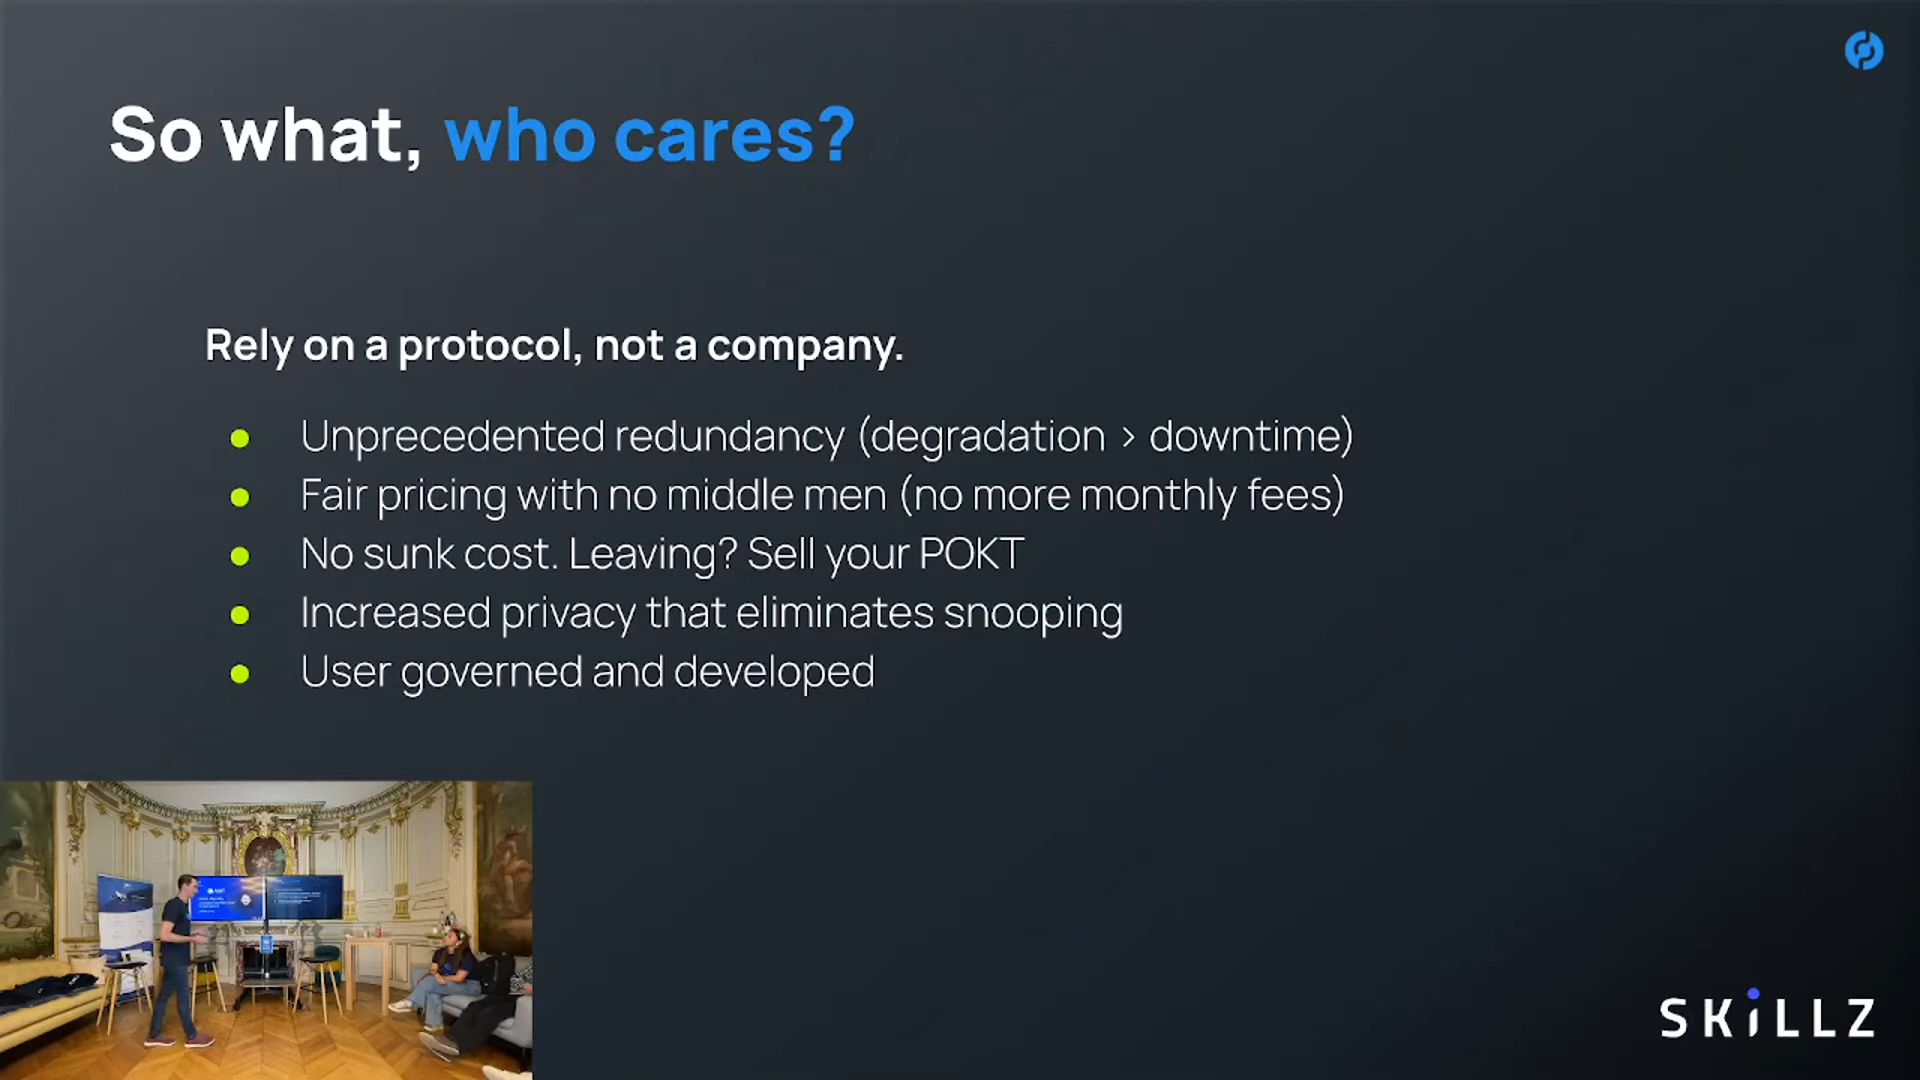 So what, who cares?
Rely on a protocol, not a company.
Unprecedented redundancy (degradation > downtime)
Fair pricing with no middle men (no more monthly fees)
No sunk cost. Leaving? Sell your POKT
Increased privacy that eliminates snooping
User governed and developed
SKiLLZ